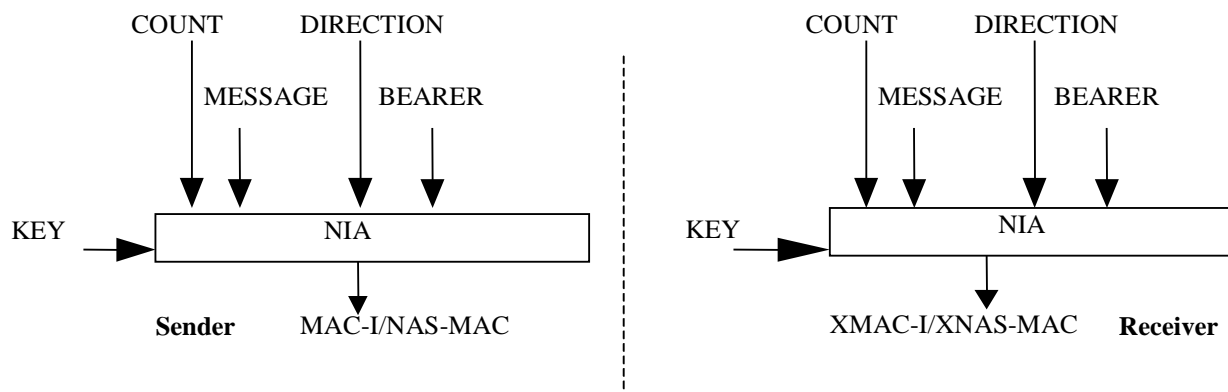 COUNT DIRECTION COUNT DIRECTION
MESSAGE BEARER MESSAGE BEARER
KEY NIA KEY NIA
Sender MAC-I/NAS-MAC XMAC-I/XNAS-MAC Receiver